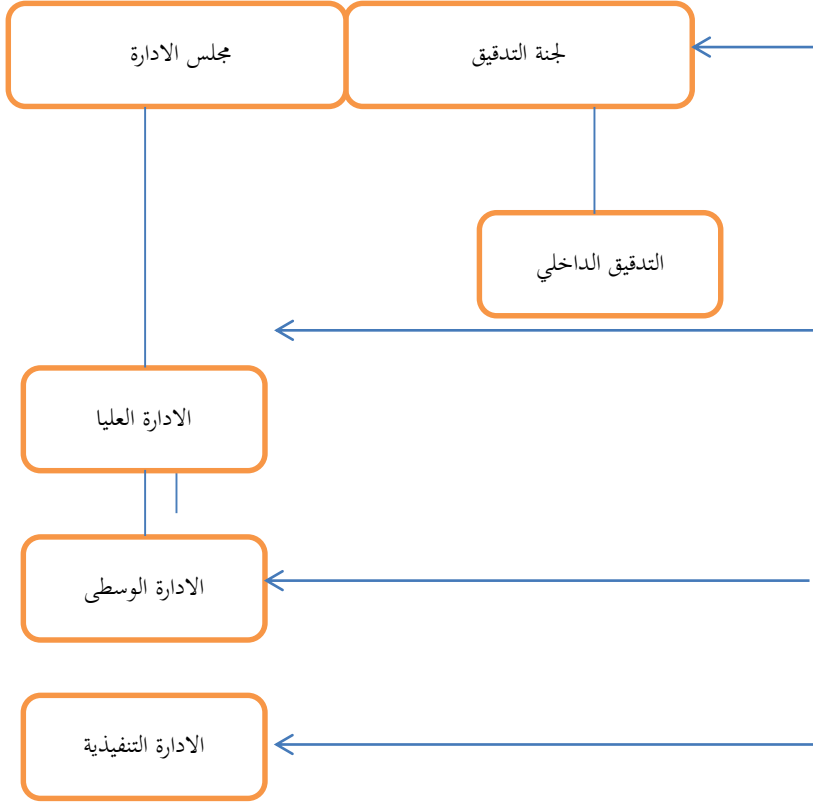 لجنة التدقيق
مجلس الادارة
التدقيق الداخلي
الادارة العليا
الادارة الوسطى
الادارة التنفيذية